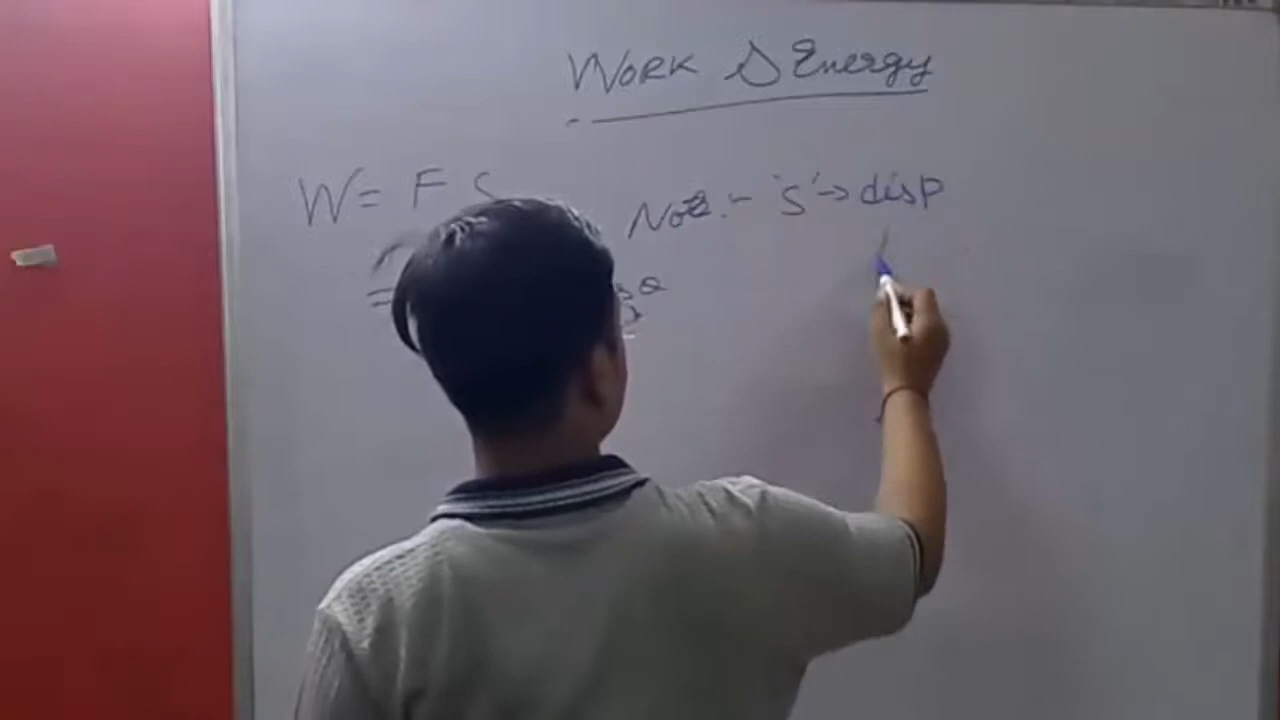 Work & Energy
W = F S
Note :- 'S' → disp
=